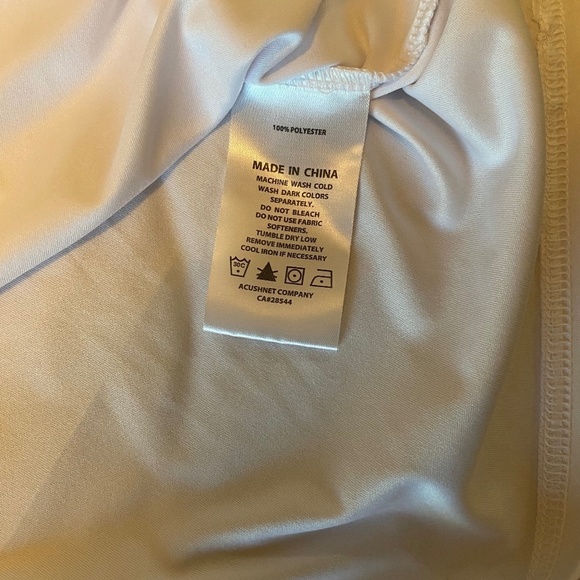 100% POLYESTER
MADE IN CHINA
MACHINE WASH COLD
WASH DARK COLORS
SEPARATELY.
DO NOT BLEACH
DO NOT USE FABRIC
SOFTENERS.
TUMBLE DRY LOW
REMOVE IMMEDIATELY
COOL IRON IF NECESSARY
30C
ACUSHNET COMPANY
CA#28544